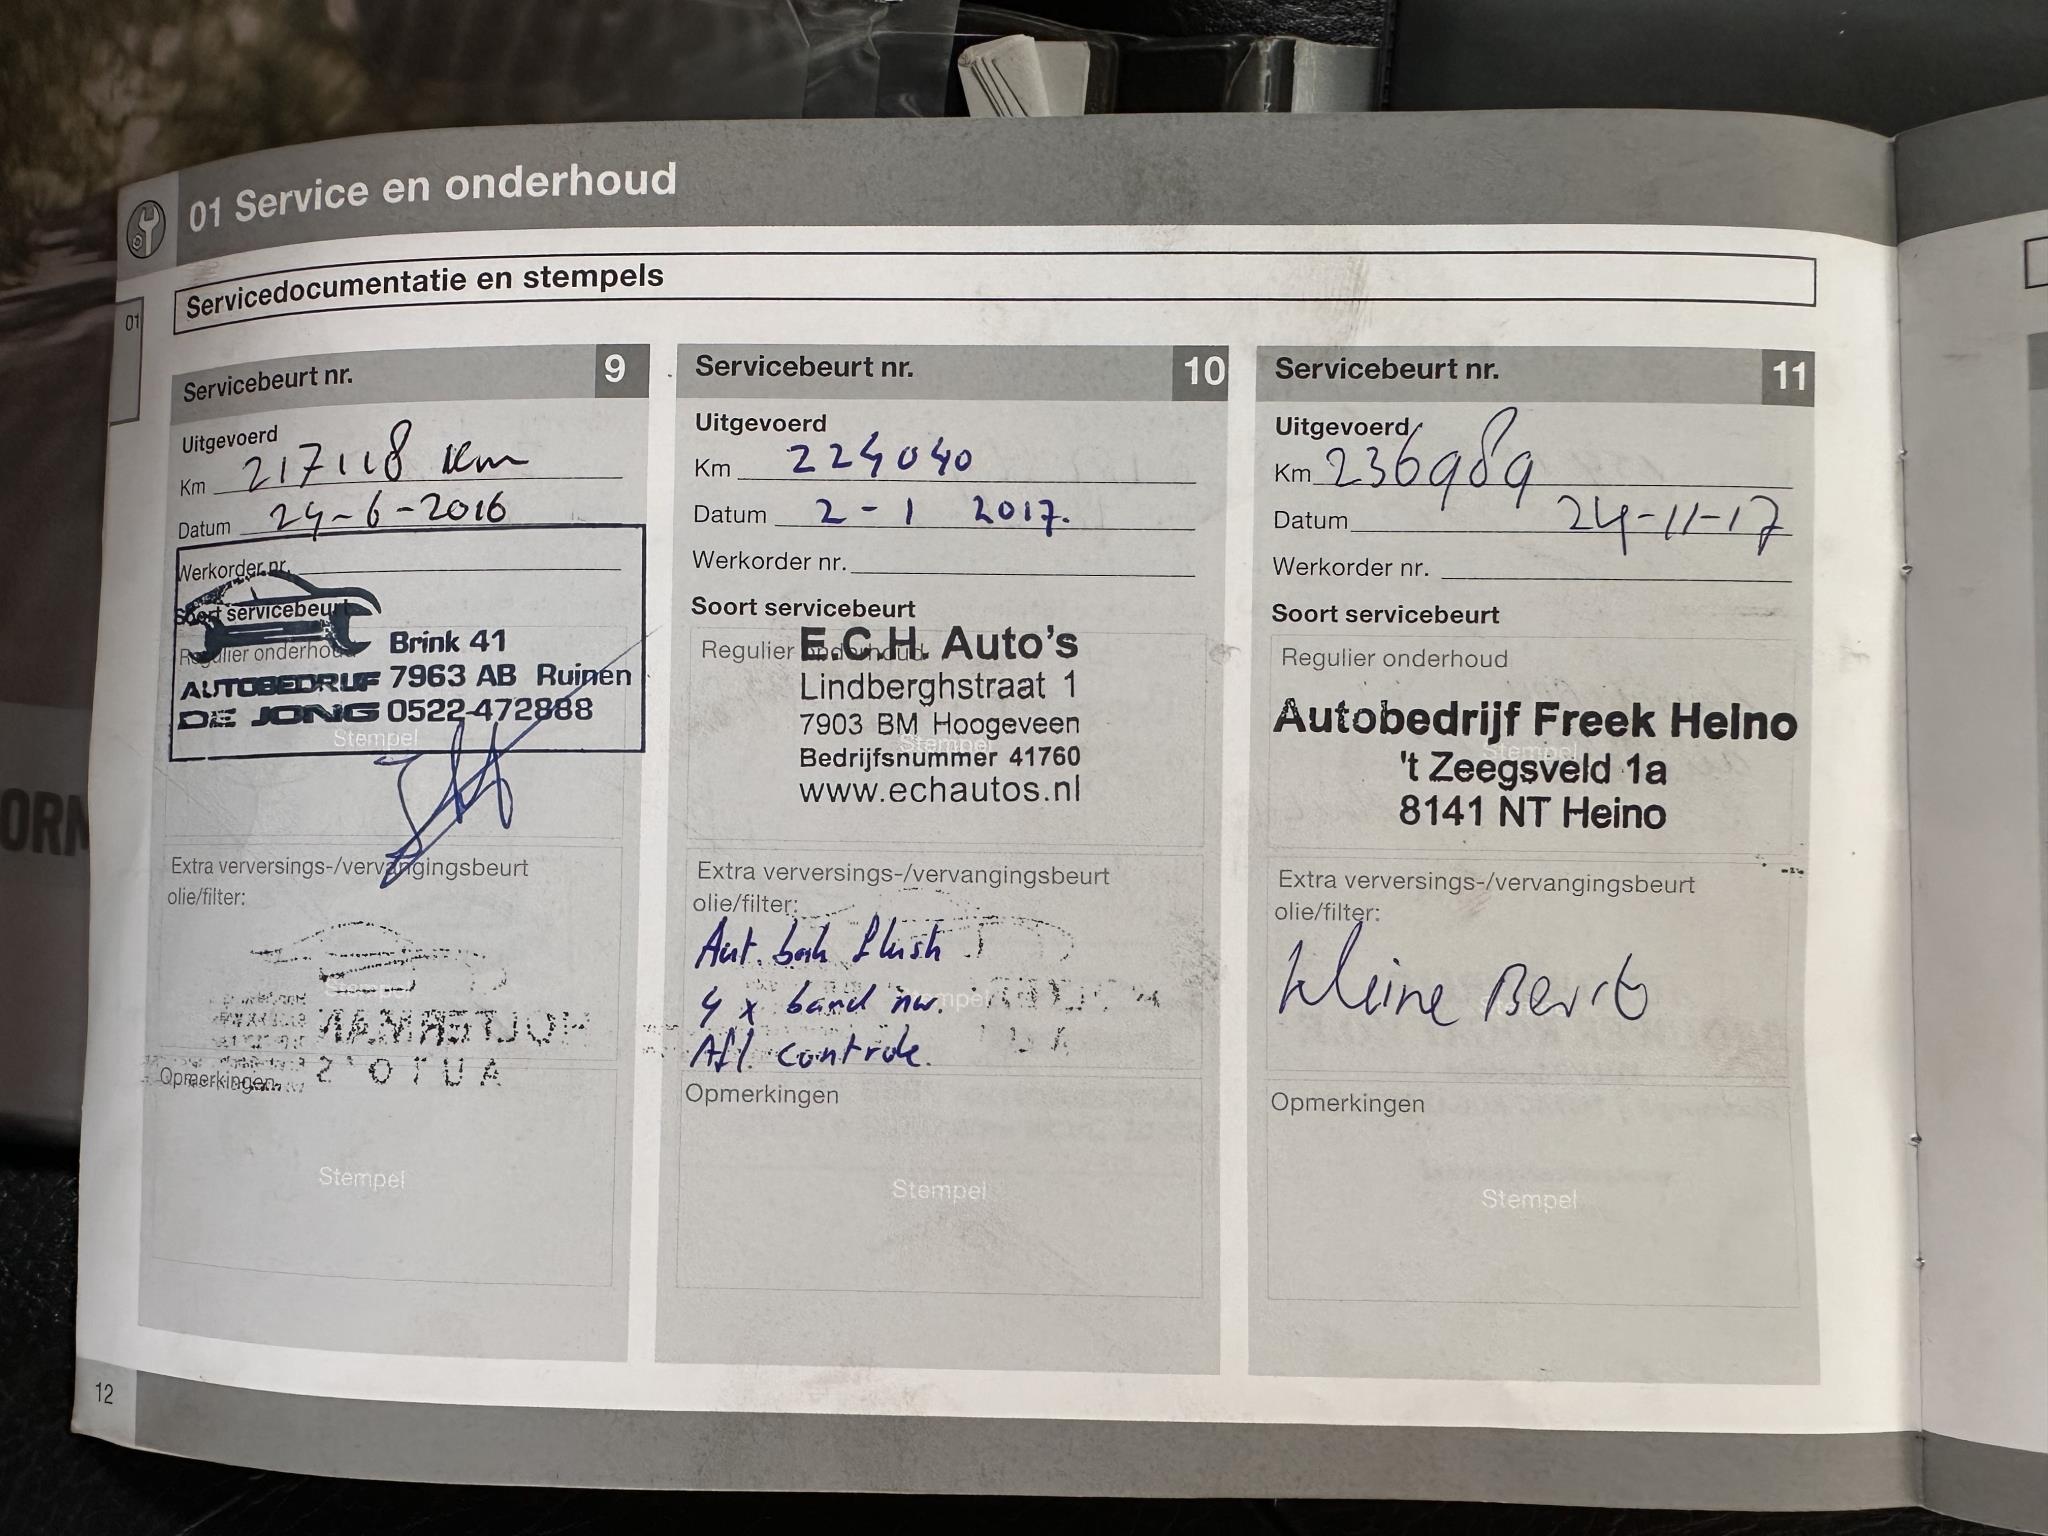 01 Service en onderhoud
Servicedocumentatie en stempels
01
Servicebeurt nr. 9
Uitgevoerd
Km 217118 Km
Datum 24-6-2016
Werkorder nr.
Soort servicebeurt
Regulier onderhoud
Brink 41
AUTOBEDRIJF 7963 AB Ruinen
DE JONG 0522-472888
Stempel
Extra verversings-/vervangingsbeurt
olie/filter:
Stempel
HOLTERMAN
AUTO'S
Opmerkingen
Stempel
Servicebeurt nr. 10
Uitgevoerd
Km 224040
Datum 2-1 2017.
Werkorder nr.
Soort servicebeurt
Regulier onderhoud
E.C.H. Auto's
Lindberghstraat 1
7903 BM Hoogeveen
Stempel
Bedrijfsnummer 41760
www.echautos.nl
Extra verversings-/vervangingsbeurt
olie/filter:
Aut. bak flush
4 x band nw.
Stempel
Afl. controle.
Opmerkingen
Stempel
Servicebeurt nr. 11
Uitgevoerd
Km 236989
Datum 24-11-17
Werkorder nr.
Soort servicebeurt
Regulier onderhoud
Autobedrijf Freek Heino
Stempel
't Zeegsveld 1a
8141 NT Heino
Extra verversings-/vervangingsbeurt
olie/filter:
Kleine Beurt
Stempel
Opmerkingen
Stempel
12